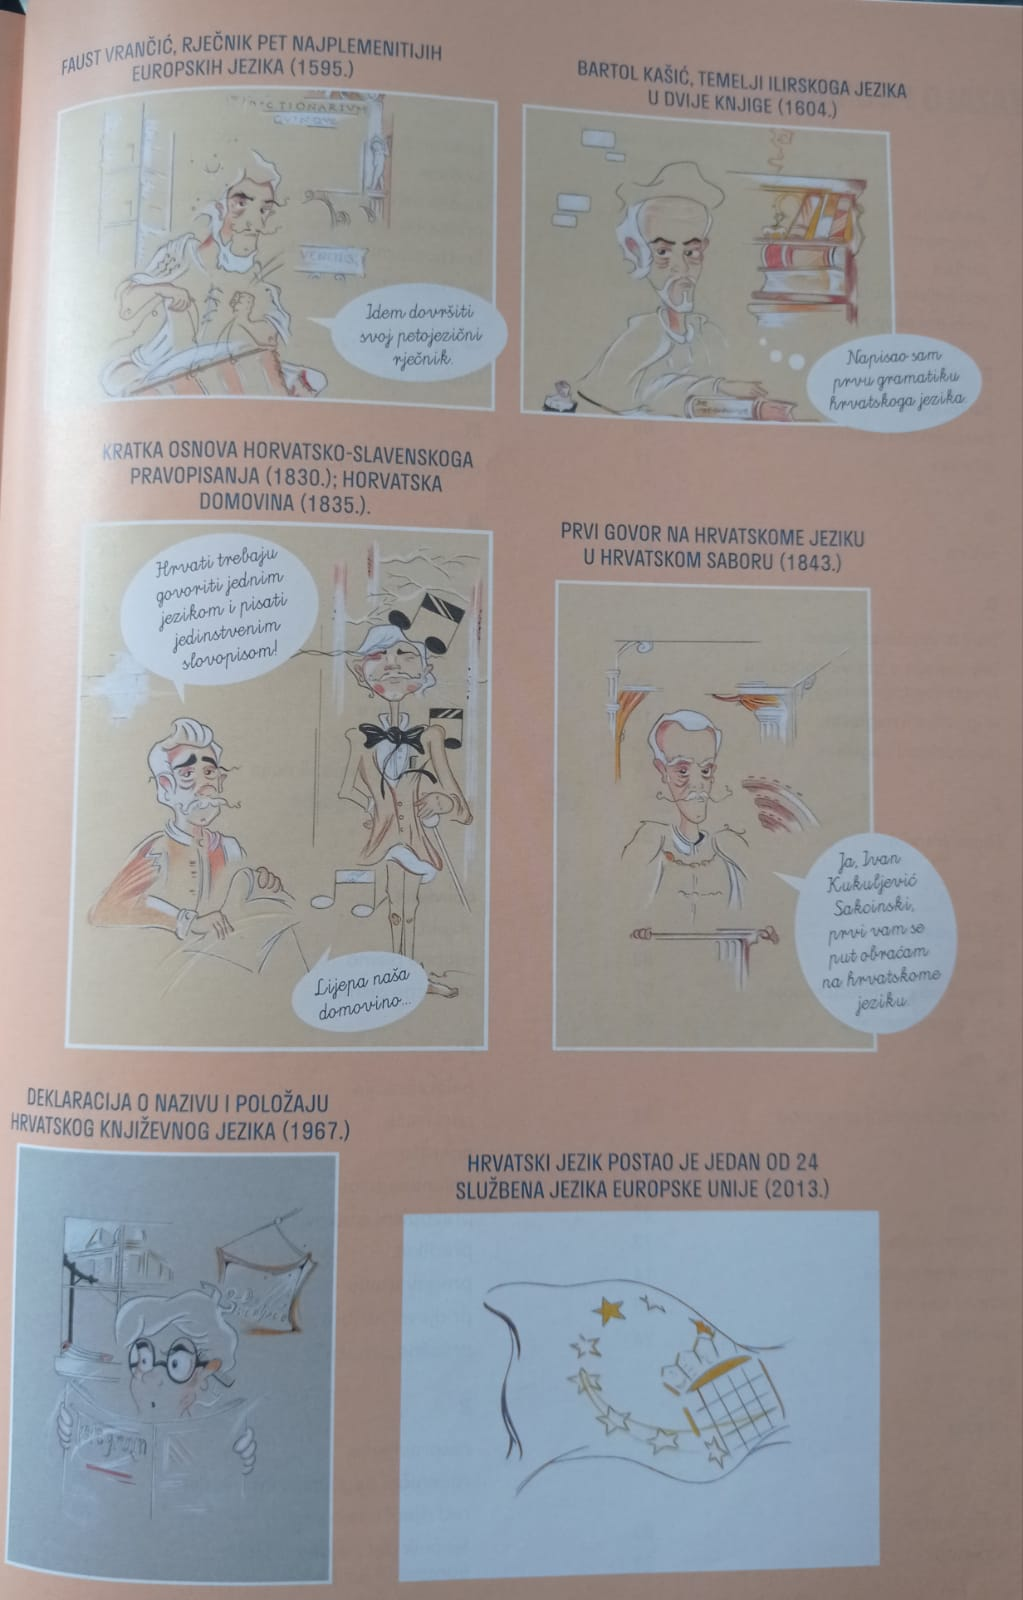 FAUST VRANČIĆ, RJEČNIK PET NAJPLEMENITIJIH
EUROPSKIH JEZIKA (1595.)
CTIONARIVM
QVINQVE
Idem dovršiti
svoj petojezični
rječnik.
BARTOL KAŠIĆ, TEMELJI ILIRSKOGA JEZIKA
U DVIJE KNJIGE (1604.)
Napisao sam
prvu gramatiku
hrvatskoga jezika.
KRATKA OSNOVA HORVATSKO-SLAVENSKOGA
PRAVOPISANJA (1830.); HORVATSKA
DOMOVINA (1835.).
Hrvati trebaju
govoriti jednim
jezikom i pisati
jedinstvenim
slovopisom!
Lijepa naša
domovino...
PRVI GOVOR NA HRVATSKOME JEZIKU
U HRVATSKOM SABORU (1843.)
Ja, Ivan
Kukuljević
Sakcinski,
prvi vam se
put obraćam
na hrvatskome
jeziku.
DEKLARACIJA O NAZIVU I POLOŽAJU
HRVATSKOG KNJIŽEVNOG JEZIKA (1967.)
HRVATSKI JEZIK POSTAO JE JEDAN OD 24
SLUŽBENA JEZIKA EUROPSKE UNIJE (2013.)